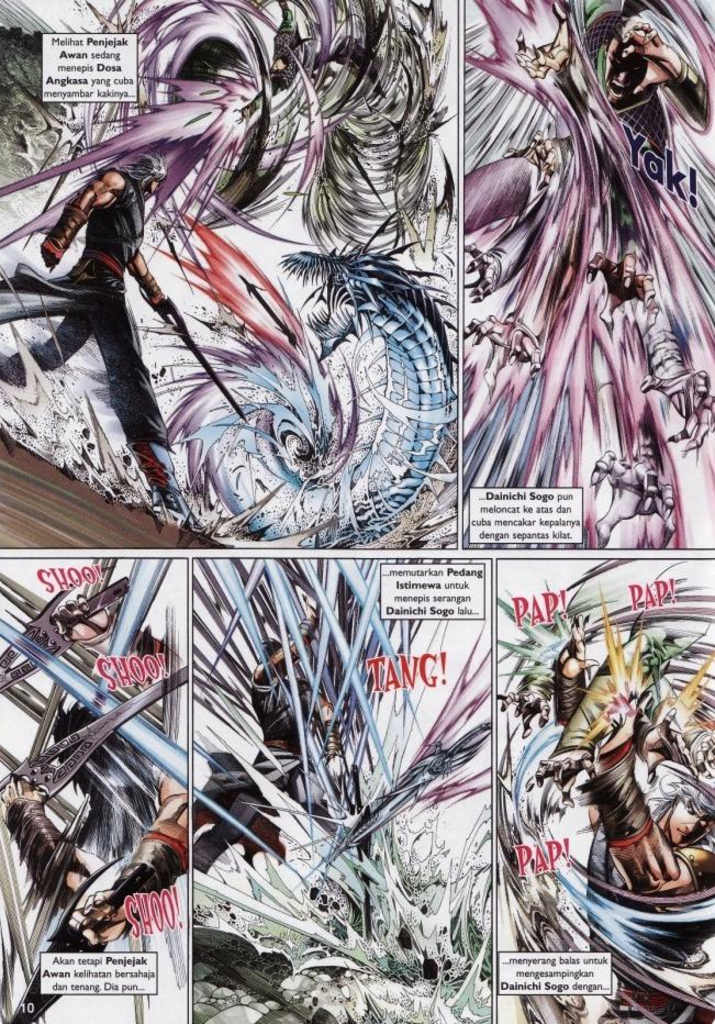 Melihat Penjejak
Awan sedang
menepis Dosa
Angkasa yang cuba
menyambar kakinya...
Yak!
...Dainichi Sogo pun
meloncat ke atas dan
cuba mencakar kepalanya
dengan sepantas kilat.
SHOO!
SHOO!
SHOO!
Akan tetapi Penjejak
Awan kelihatan bersahaja
dan tenang. Dia pun...
10
...memutarkan Pedang
Istimewa untuk
menepis serangan
Dainichi Sogo lalu...
TANG!
PAP!
PAP!
PAP!
...menyerang balas untuk
mengesampingkan
Dainichi Sogo dengan...